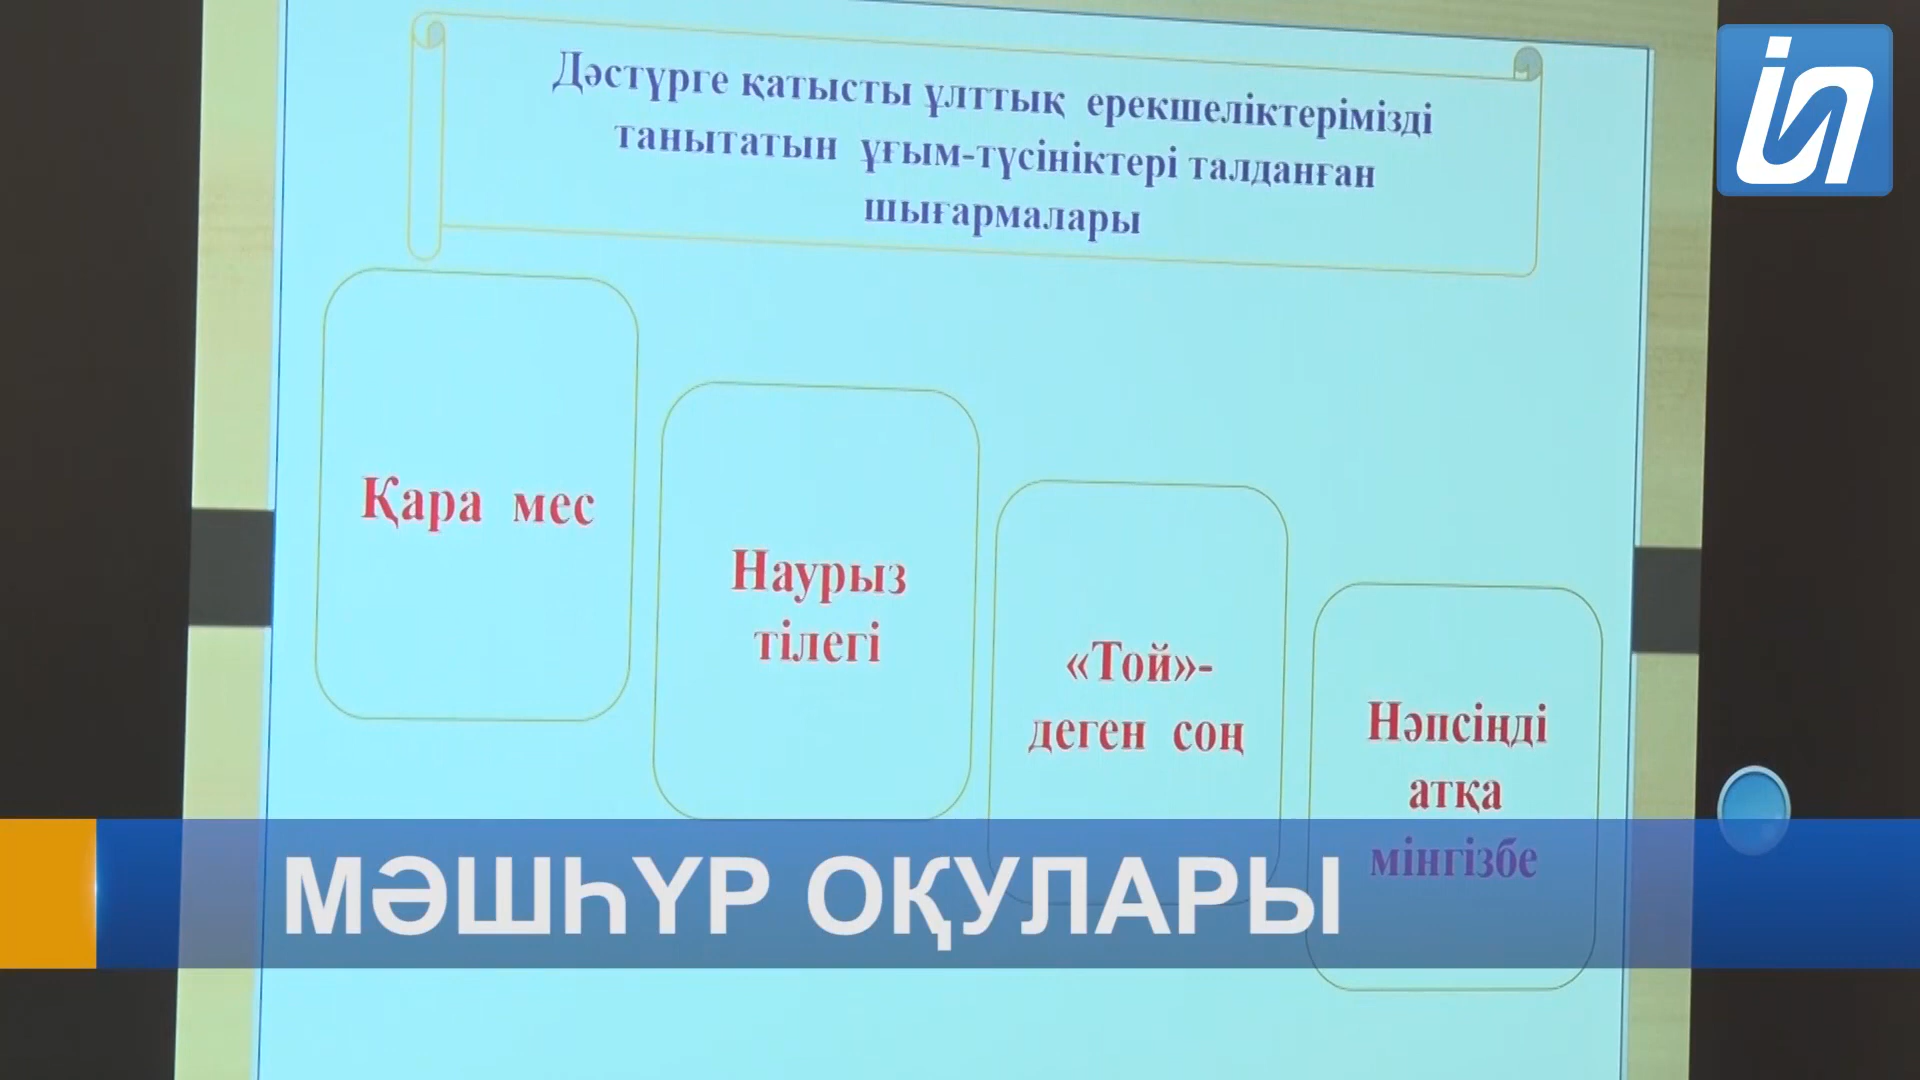 Дәстүрге қатысты ұлттық ерекшеліктерімізді
танытатын ұғым-түсініктері талданған
шығармалары
Қара мес
Наурыз
тілегі
«Той»-
деген соң
Нәпсіңді
атқа
мінгізбе
МӘШҺҮР ОҚУЛАРЫ